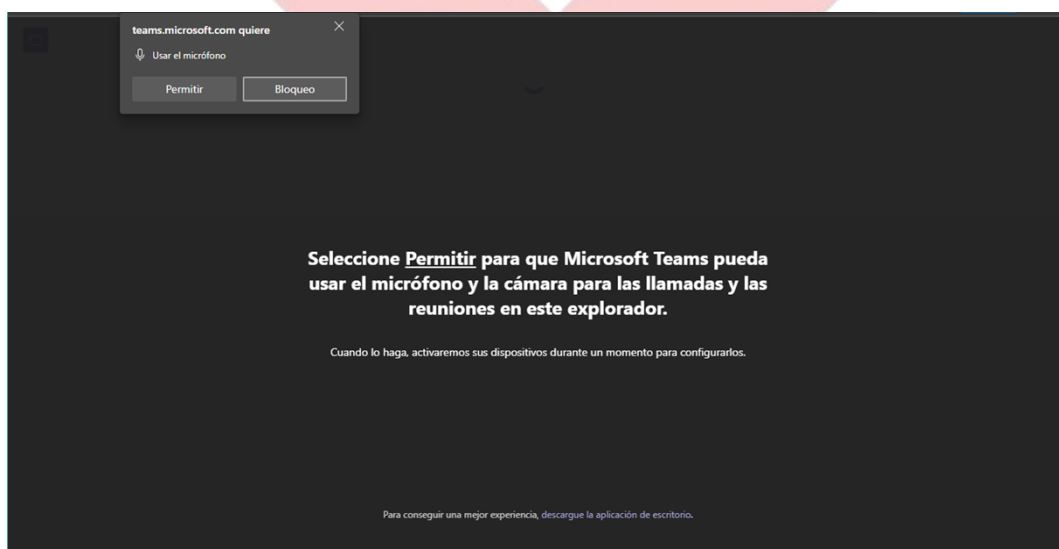 teams.microsoft.com quiere
Usar el micrófono
Permitir
Bloqueo
Seleccione Permitir para que Microsoft Teams pueda
usar el micrófono y la cámara para las llamadas y las
reuniones en este explorador.
Cuando lo haga, activaremos sus dispositivos durante un momento para configurarlos.
Para conseguir una mejor experiencia, descargue la aplicación de escritorio.